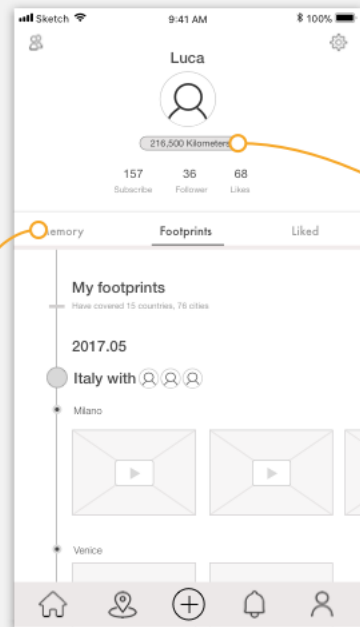 Sketch 9:41 AM 100%
Luca
216,500 Kilometers
157 36 68
Subscribe Follower Likes
emory Footprints Liked
My footprints
Have covered 15 countries, 76 cities
2017.05
Italy with
Milano
Venice